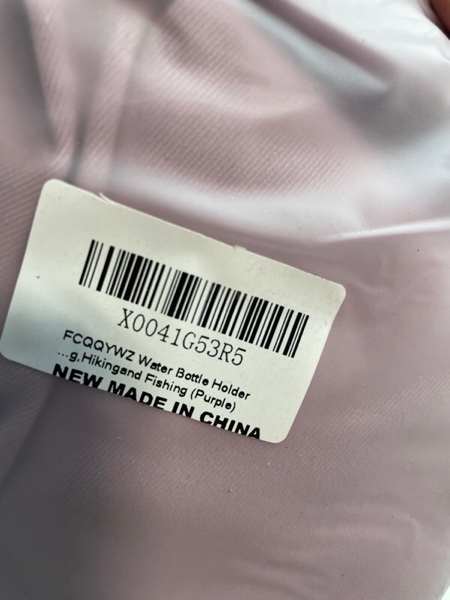 X0041G53R5
FCQQYWZ Water Bottle Holder
...g,Hikingand Fishing (Purple)
NEW MADE IN CHINA